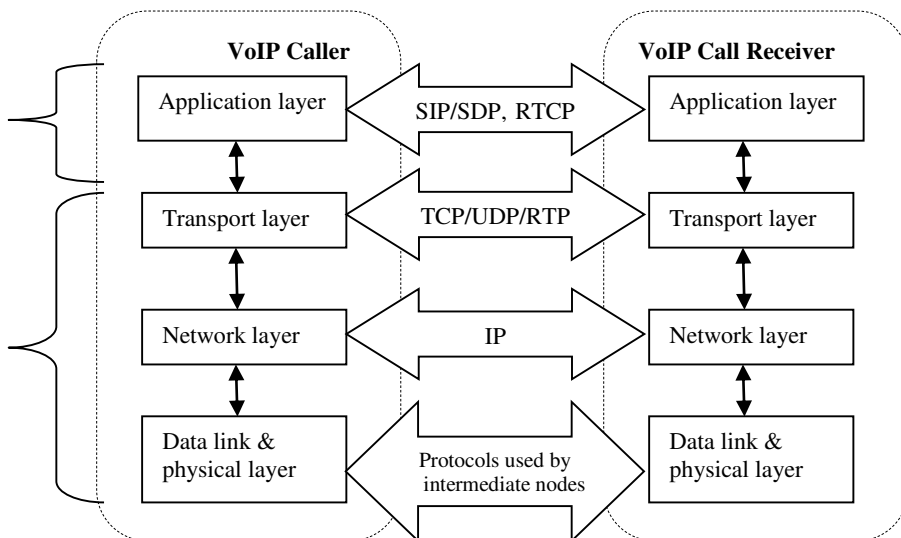 VoIP Caller
VoIP Call Receiver
Application layer
SIP/SDP, RTCP
Application layer
Transport layer
TCP/UDP/RTP
Transport layer
Network layer
IP
Network layer
Data link &
physical layer
Protocols used by
intermediate nodes
Data link &
physical layer